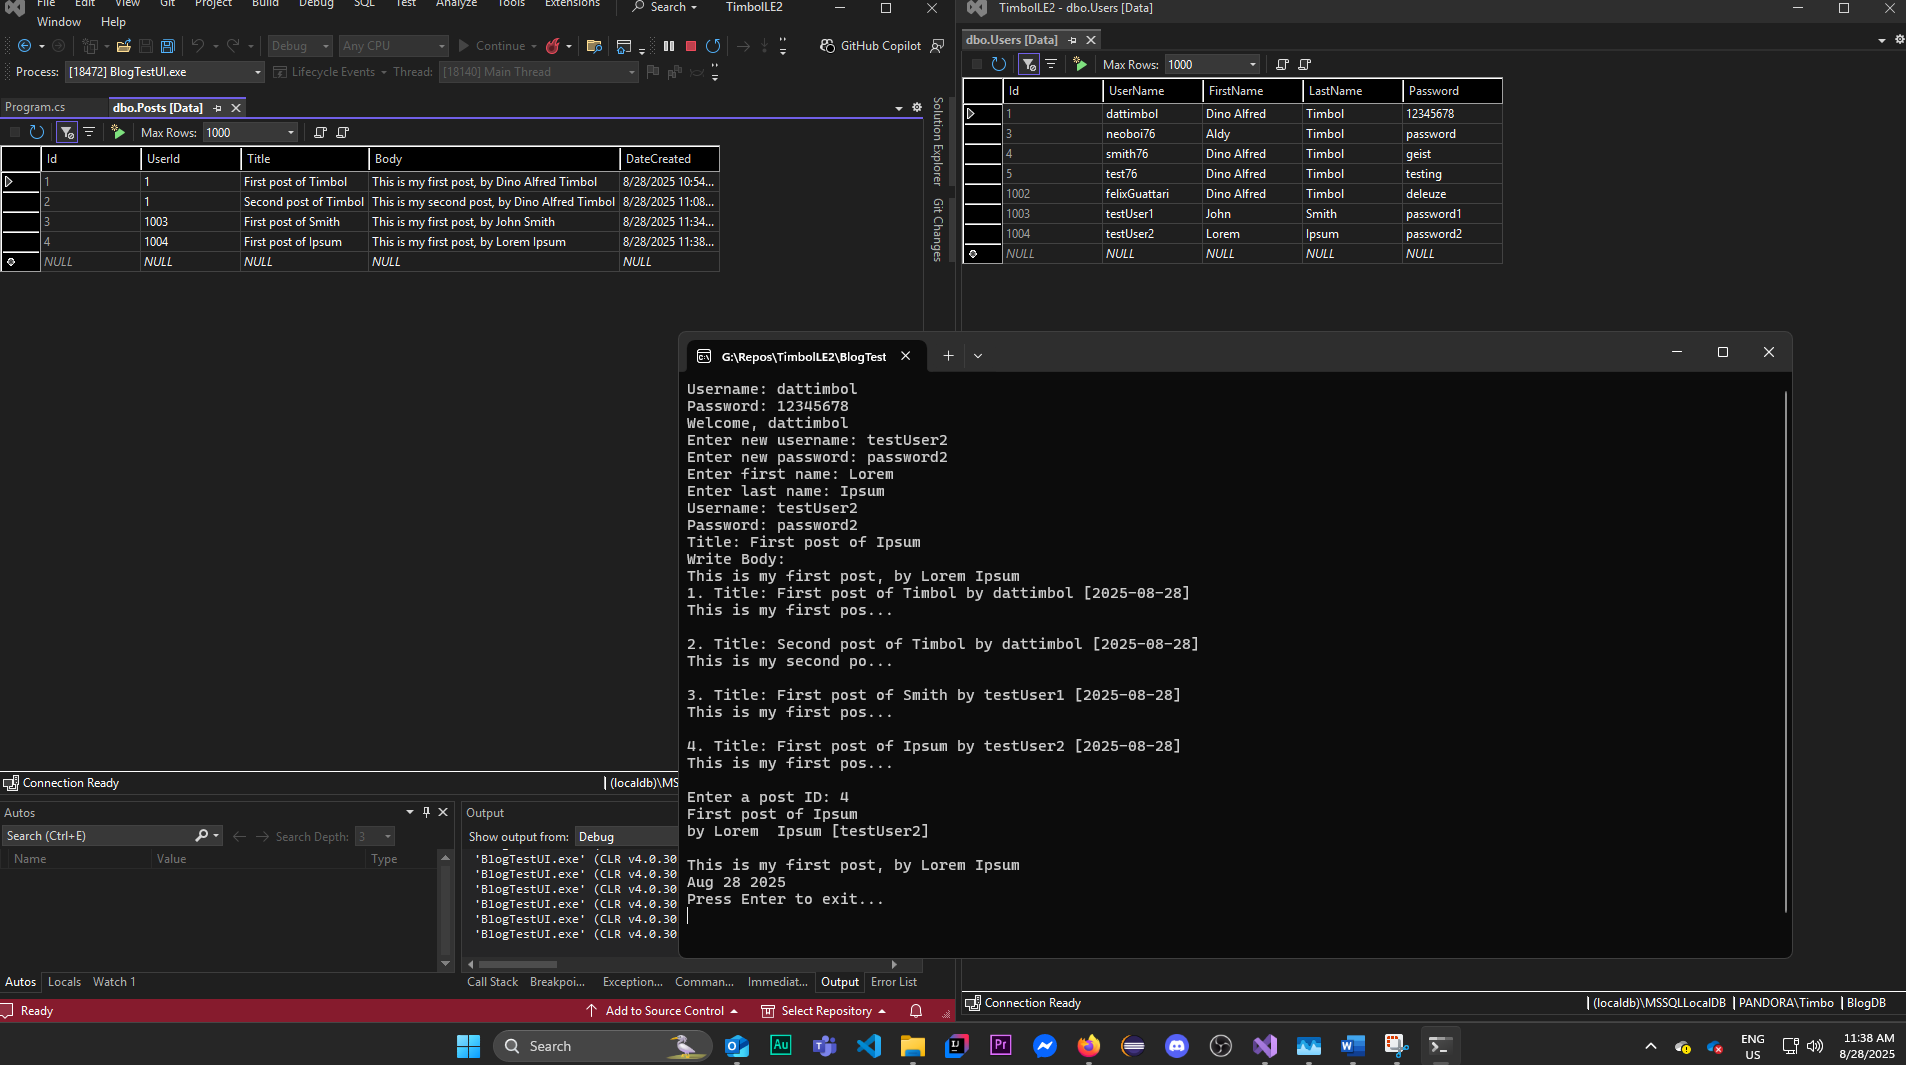 File Edit View Git Project Build Debug SQL Test Analyze Tools Extensions Search TimbolLE2
Window Help
Debug Any CPU Continue GitHub Copilot
Process: [18472] BlogTestUI.exe Lifecycle Events Thread: [18140] Main Thread
Program.cs dbo.Posts [Data]
Max Rows: 1000
Id UserId Title Body DateCreated
1 1 First post of Timbol This is my first post, by Dino Alfred Timbol 8/28/2025 10:54...
2 1 Second post of Timbol This is my second post, by Dino Alfred Timbol 8/28/2025 11:08...
3 1003 First post of Smith This is my first post, by John Smith 8/28/2025 11:34...
4 1004 First post of Ipsum This is my first post, by Lorem Ipsum 8/28/2025 11:38...
NULL NULL NULL NULL NULL
Solution Explorer
Git Changes
TimbolLE2 - dbo.Users [Data]
dbo.Users [Data]
Max Rows: 1000
Id UserName FirstName LastName Password
1 dattimbol Dino Alfred Timbol 12345678
3 neoboi76 Aldy Timbol password
4 smith76 Dino Alfred Timbol geist
5 test76 Dino Alfred Timbol testing
1002 felixGuattari Dino Alfred Timbol deleuze
1003 testUser1 John Smith password1
1004 testUser2 Lorem Ipsum password2
NULL NULL NULL NULL NULL
G:\Repos\TimbolLE2\BlogTest
Username: dattimbol
Password: 12345678
Welcome, dattimbol
Enter new username: testUser2
Enter new password: password2
Enter first name: Lorem
Enter last name: Ipsum
Username: testUser2
Password: password2
Title: First post of Ipsum
Write Body:
This is my first post, by Lorem Ipsum
1. Title: First post of Timbol by dattimbol [2025-08-28]
This is my first pos...
2. Title: Second post of Timbol by dattimbol [2025-08-28]
This is my second po...
3. Title: First post of Smith by testUser1 [2025-08-28]
This is my first pos...
4. Title: First post of Ipsum by testUser2 [2025-08-28]
This is my first pos...
Enter a post ID: 4
First post of Ipsum
by Lorem  Ipsum [testUser2]
This is my first post, by Lorem Ipsum
Aug 28 2025
Press Enter to exit...
Connection Ready (localdb)\MS
Autos
Search (Ctrl+E) Search Depth: 3
Name Value Type
Output
Show output from: Debug
'BlogTestUI.exe' (CLR v4.0.30
'BlogTestUI.exe' (CLR v4.0.30
'BlogTestUI.exe' (CLR v4.0.30
'BlogTestUI.exe' (CLR v4.0.30
'BlogTestUI.exe' (CLR v4.0.30
'BlogTestUI.exe' (CLR v4.0.30
Autos Locals Watch 1
Call Stack Breakpoi... Exception... Comman... Immediat... Output Error List
Ready Add to Source Control Select Repository
Connection Ready (localdb)\MSSQLLocalDB PANDORA\Timbo BlogDB
Search
Au
Pr
ENG
US
11:38 AM
8/28/2025